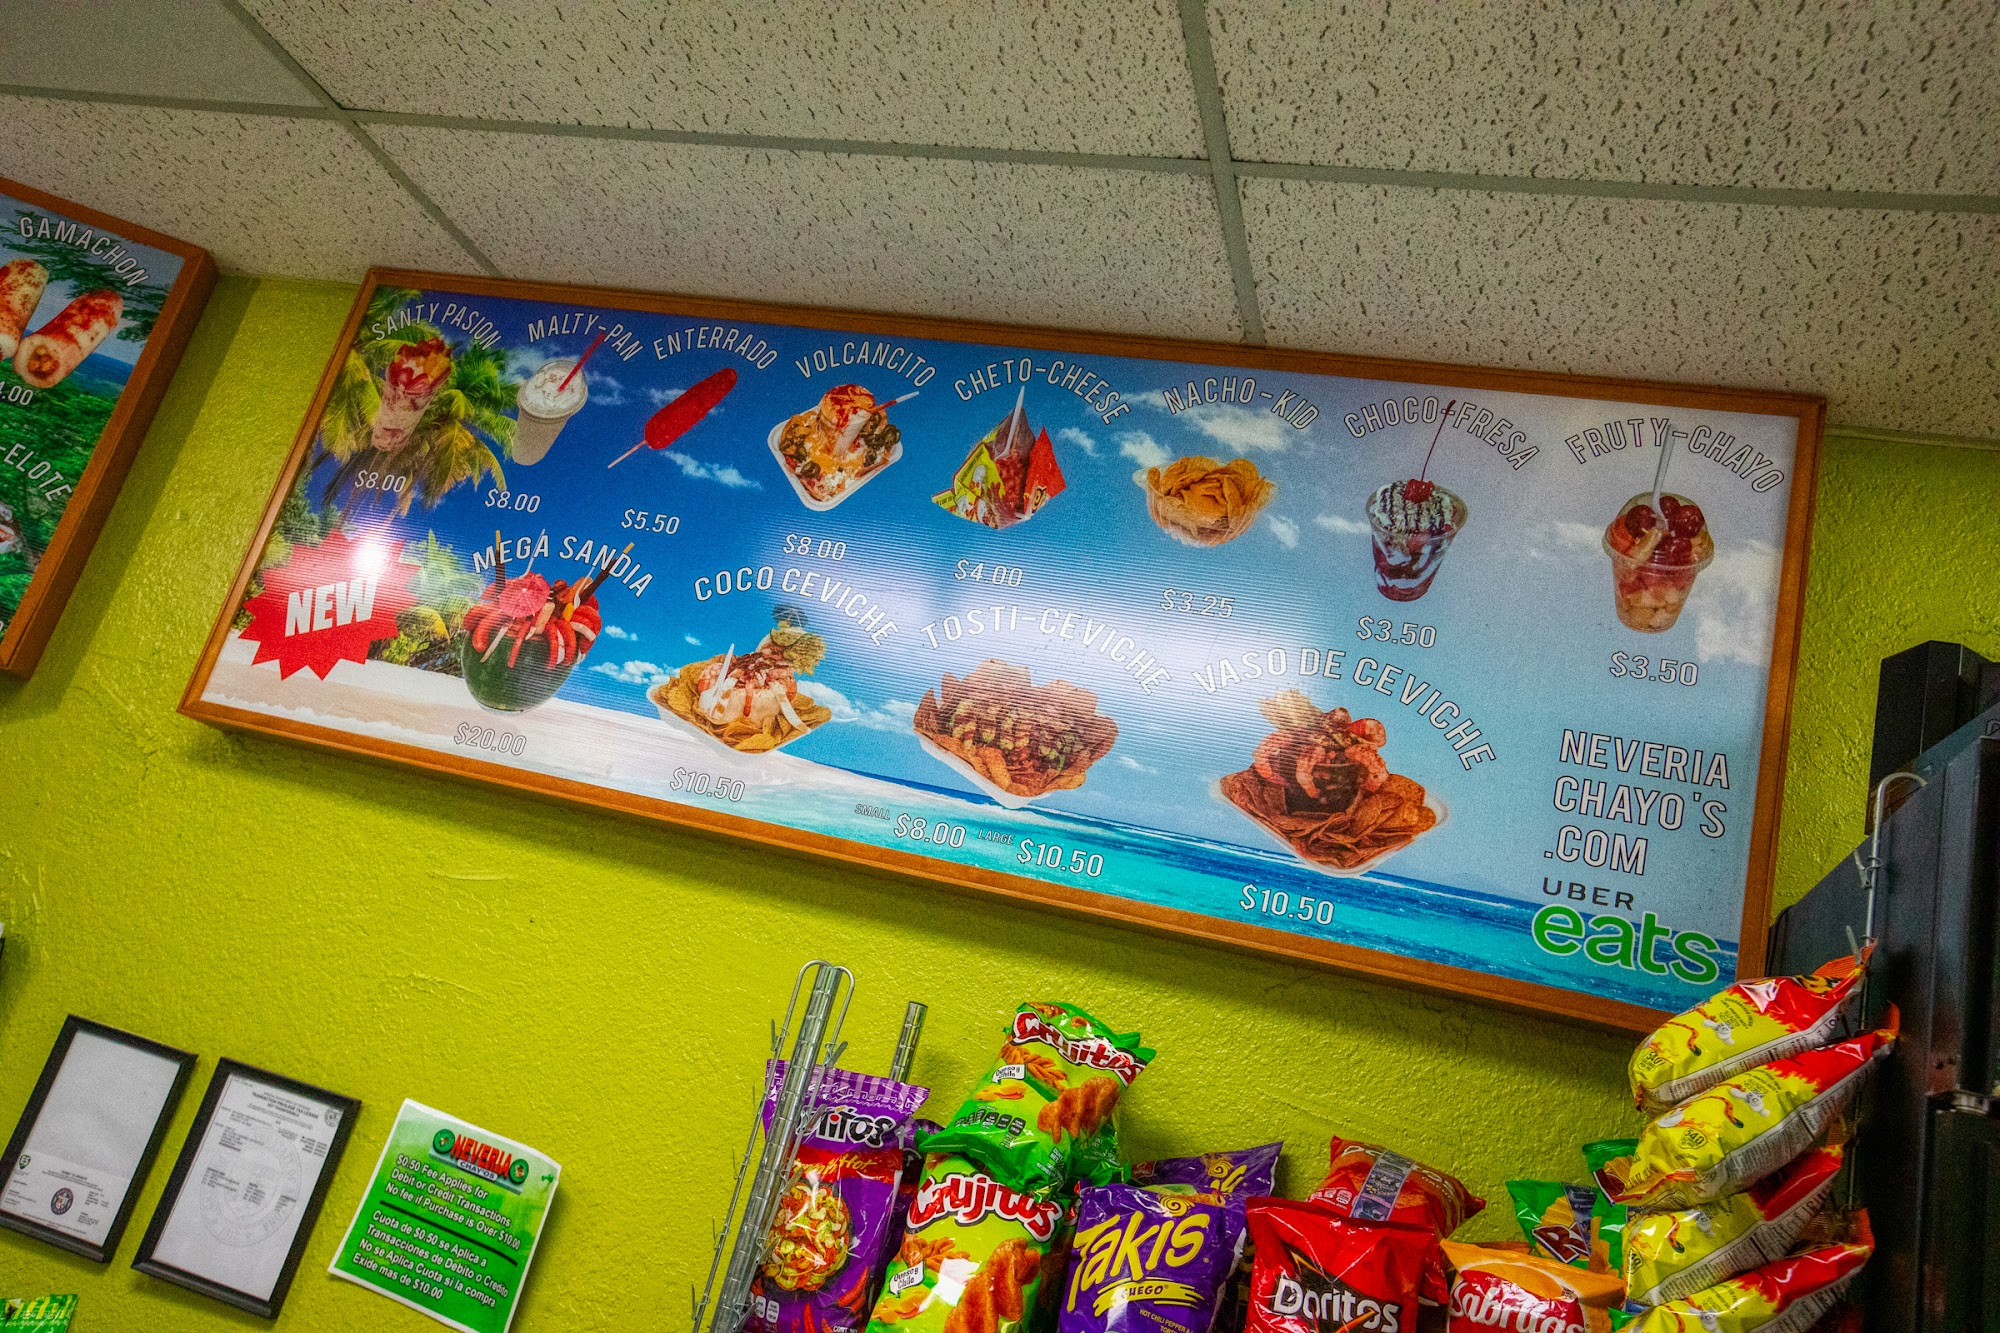 GAMACHON
.00
-ELOTE
SANTY PASION
$8.00
MALTY-PAN
$8.00
ENTERRADO
$5.50
VOLCANCITO
$8.00
CHETO-CHEESE
$4.00
NACHO-KID
$3.25
CHOCO-FRESA
$3.50
FRUTY-CHAYO
$3.50
NEW
MEGA SANDIA
$20.00
COCO CEVICHE
$10.50
TOSTI-CEVICHE
SMALL $8.00 LARGE $10.50
VASO DE CEVICHE
$10.50
NEVERIA
CHAYO'S
.COM
UBER
eats
NEVERIA
CHAYO'S
$0.50 Fee Applies for
Debit or Credit Transactions
No fee if Purchase is Over $10.00
Cuota de $0.50 se Aplica a
Transacciones de Debito o Credito
No se Aplica Cuota si la compra
Exide mas de $10.00
Crujitos
Queso y
Chile
Crujitos
Queso y
Chile
Takis
FUEGO
Doritos
Sabritas